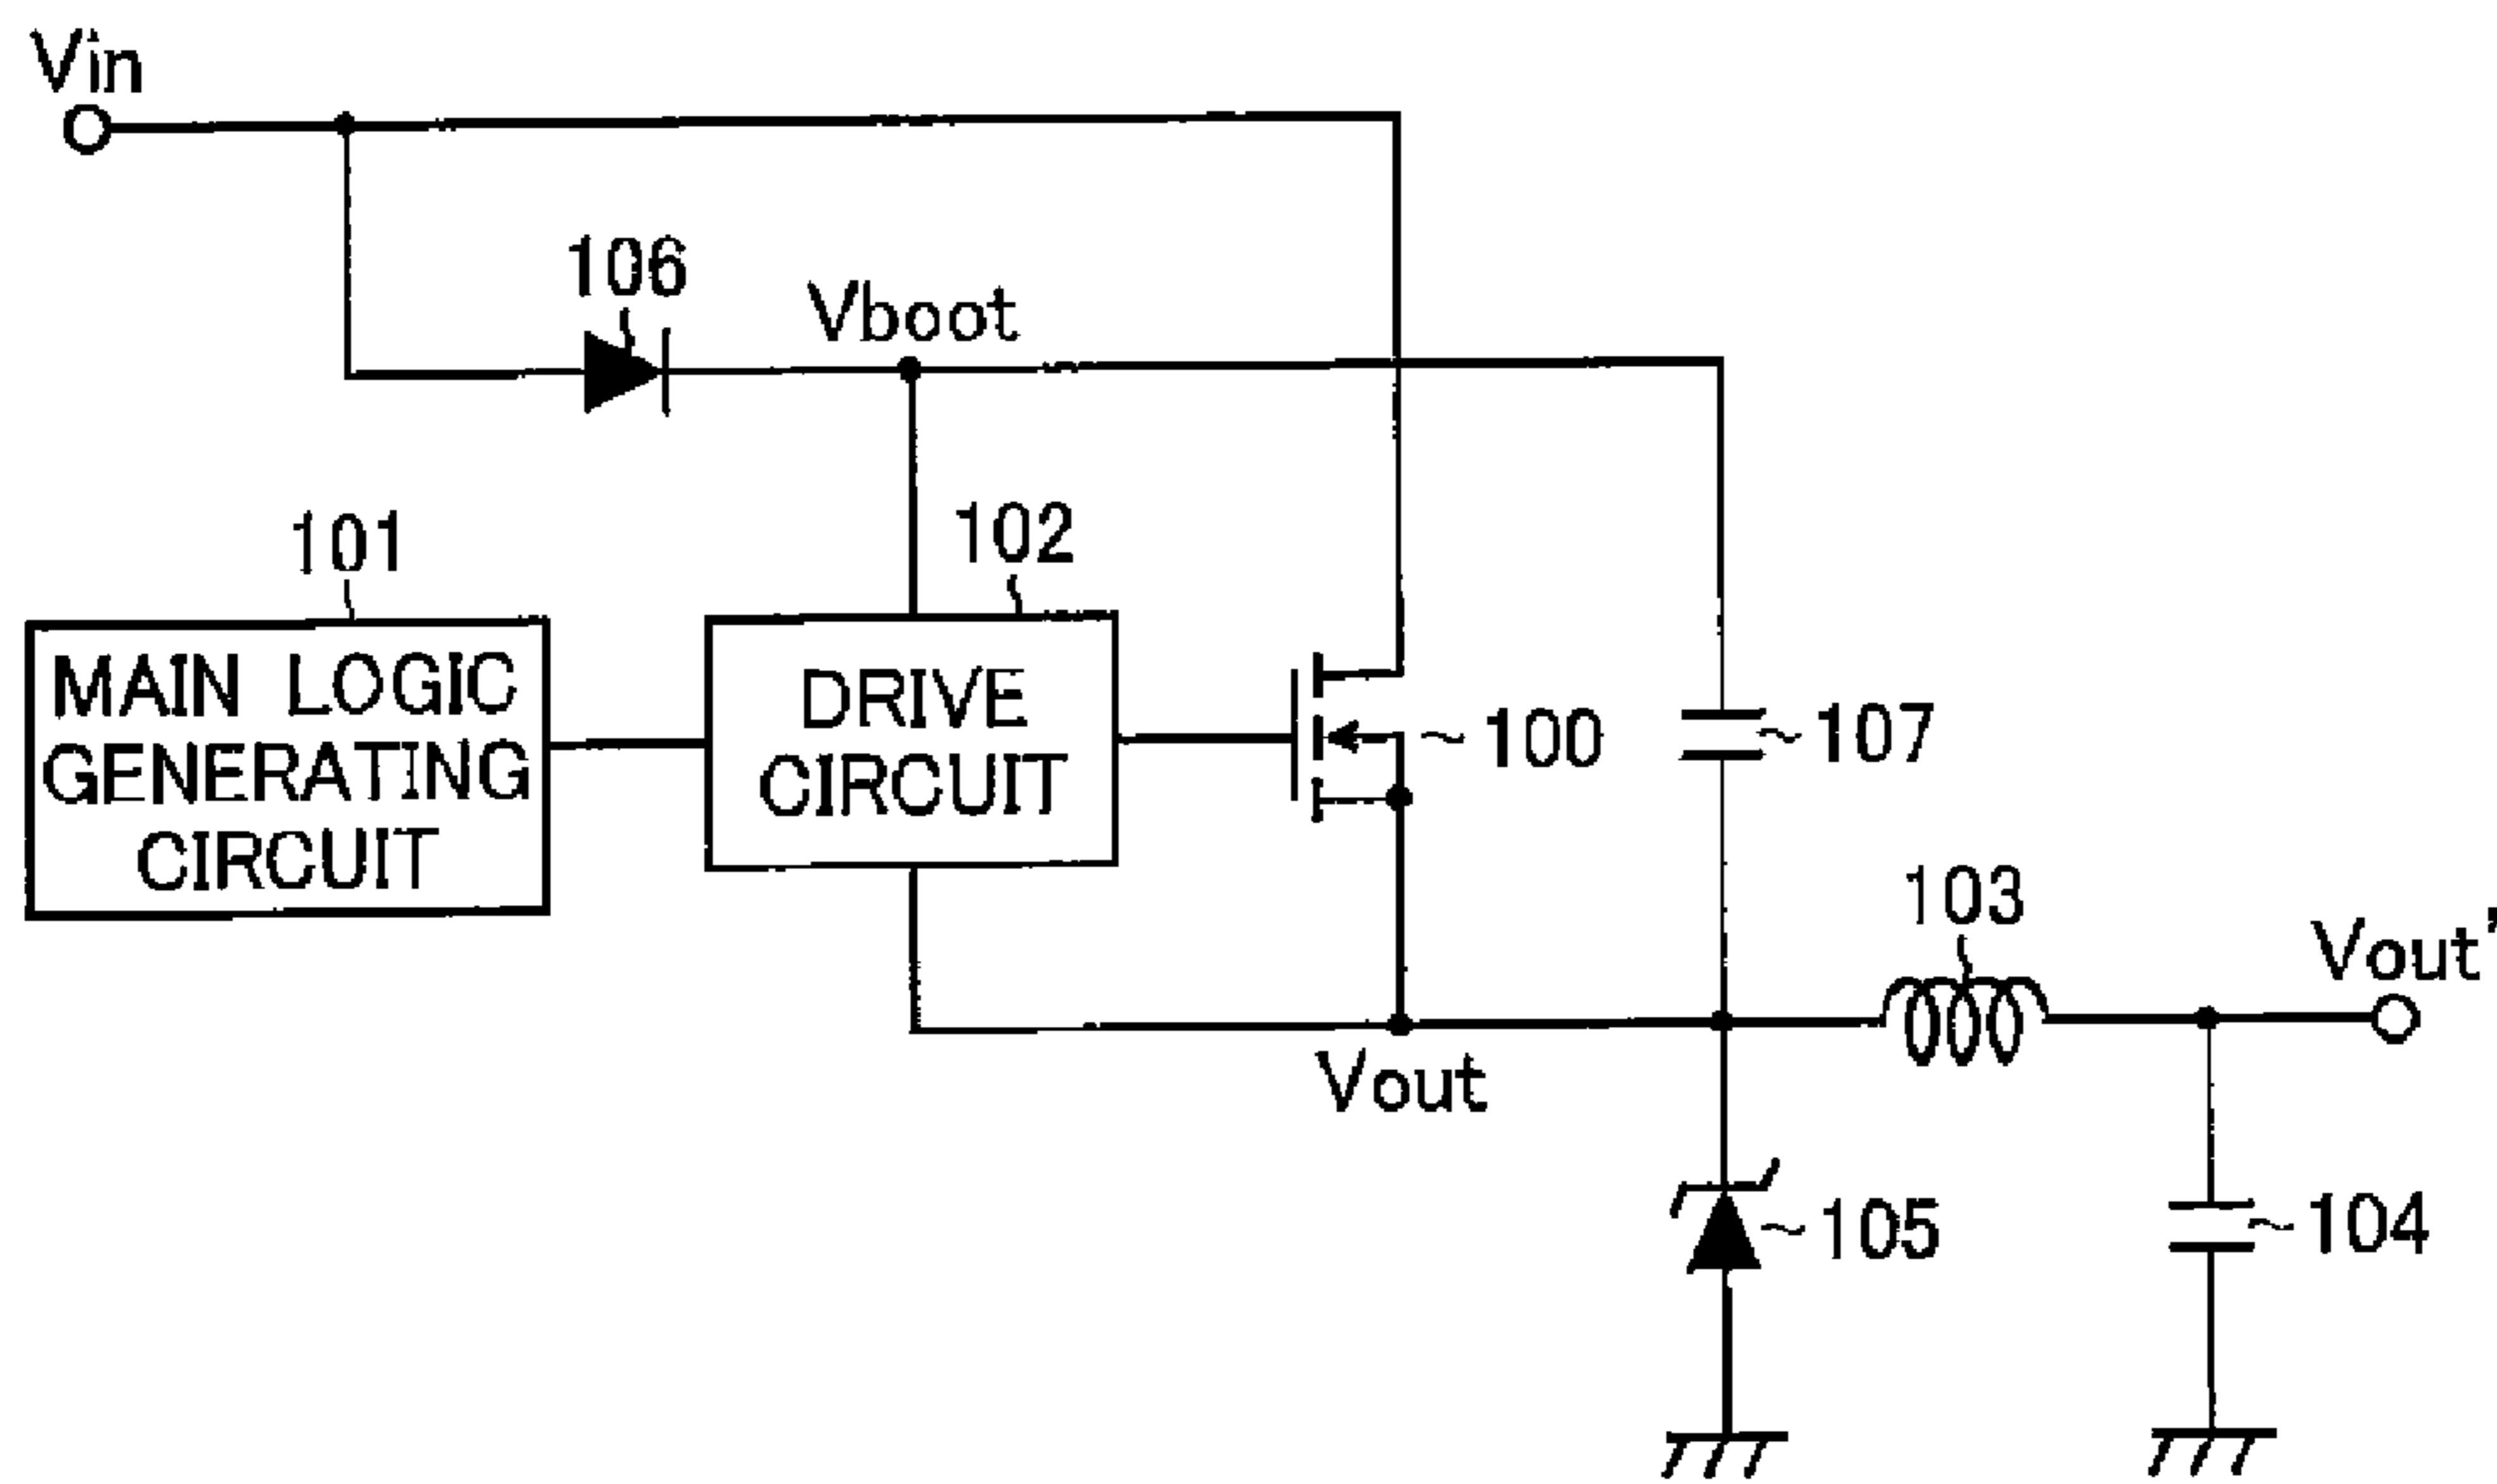 Vin
106
Vboot
101
102
MAIN LOGIC
GENERATING
CIRCUIT
DRIVE
CIRCUIT
~100
~107
103
Vout'
Vout
~105
~104